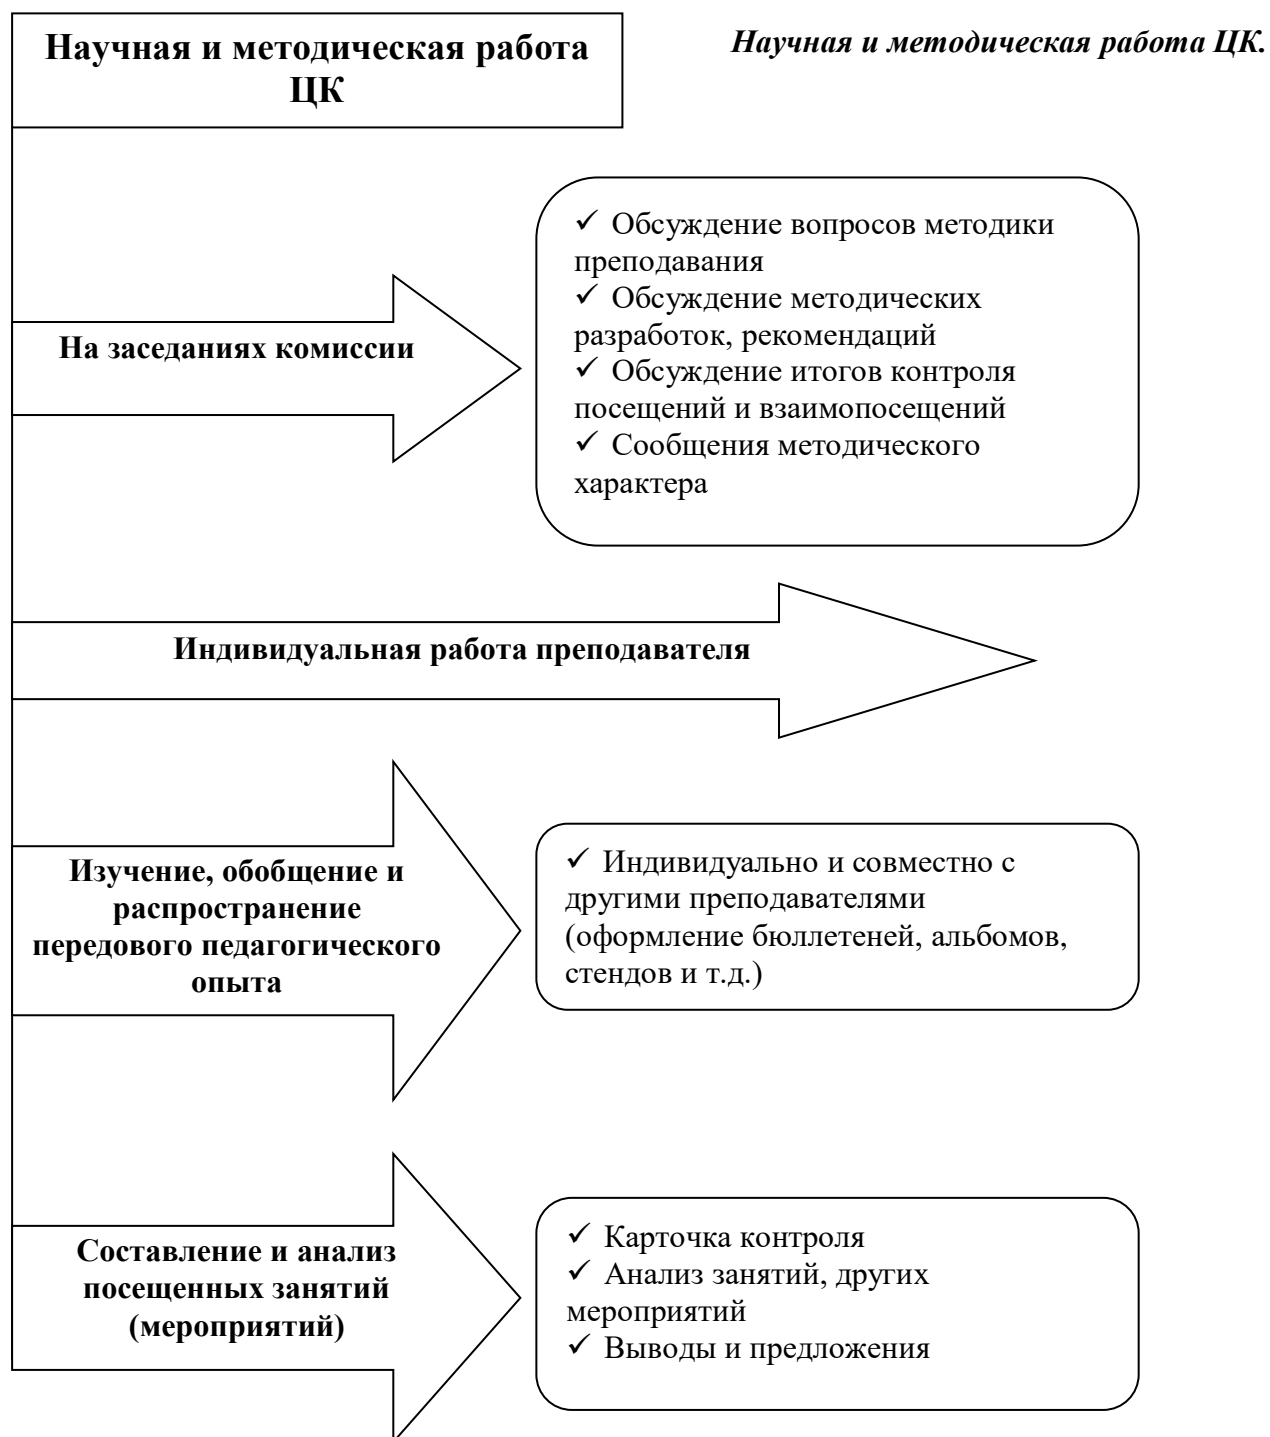 Научная и методическая работа
ЦК
Научная и методическая работа ЦК.
✓ Обсуждение вопросов методики
преподавания
✓ Обсуждение методических
разработок, рекомендаций
✓ Обсуждение итогов контроля
посещений и взаимопосещений
✓ Сообщения методического
характера
На заседаниях комиссии
Индивидуальная работа преподавателя
Изучение, обобщение и
распространение
передового педагогического
опыта
✓ Индивидуально и совместно с
другими преподавателями
(оформление бюллетеней, альбомов,
стендов и т.д.)
Составление и анализ
посещенных занятий
(мероприятий)
✓ Карточка контроля
✓ Анализ занятий, других
мероприятий
✓ Выводы и предложения